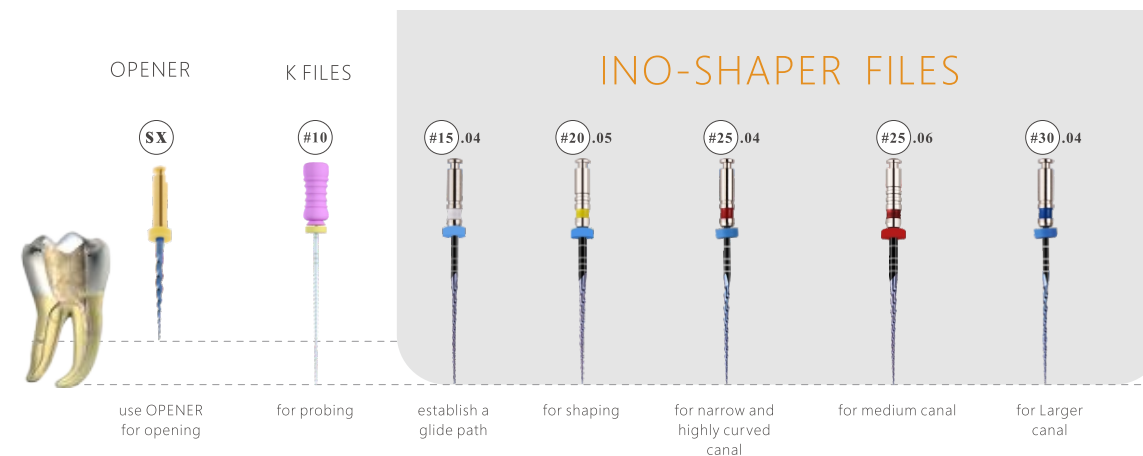 OPENER
K FILES
INO-SHAPER FILES
SX
#10
#15 .04
#20 .05
#25 .04
#25 .06
#30 .04
use OPENER
for opening
for probing
establish a
glide path
for shaping
for narrow and
highly curved
canal
for medium canal
for Larger
canal